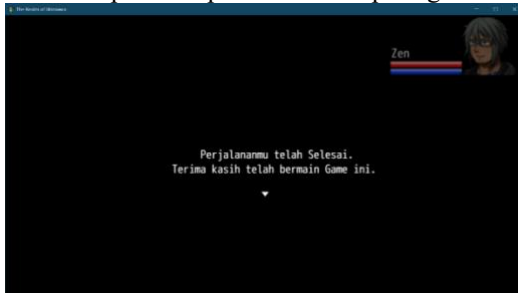 Zen
Perjalananmu telah Selesai.
Terima kasih telah bermain Game ini.